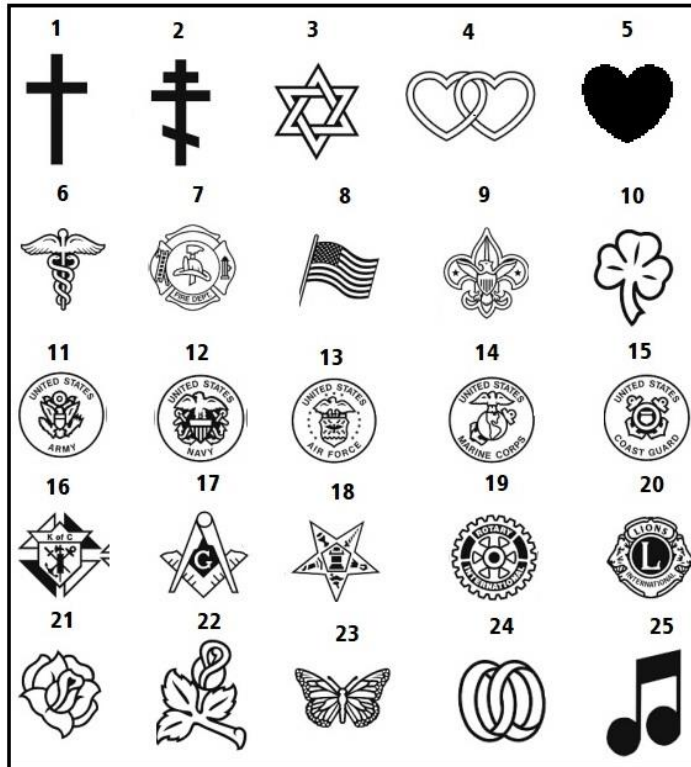 1 2 3 4 5
6 7 8 9 10
FIRE DEPT.
11 12 13 14 15
UNITED STATES
ARMY
UNITED STATES
NAVY
UNITED STATES
AIR FORCE
UNITED STATES
MARINE CORPS
UNITED STATES
COAST GUARD
16 17 18 19 20
K of C
G
ROTARY
INTERNATIONAL
LIONS
L
INTERNATIONAL
21 22 23 24 25